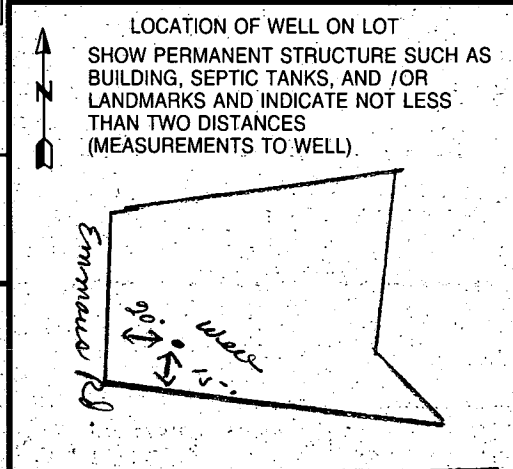 LOCATION OF WELL ON LOT
N
SHOW PERMANENT STRUCTURE SUCH AS
BUILDING, SEPTIC TANKS, AND /OR
LANDMARKS AND INDICATE NOT LESS
THAN TWO DISTANCES
(MEASUREMENTS TO WELL)
Emmaus Rd.
20'
Well
15'